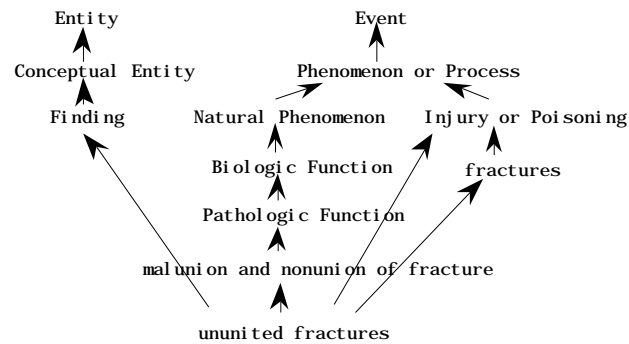 Entity Event
Conceptual Entity Phenomenon or Process
Finding Natural Phenomenon Injury or Poisoning
Biologic Function fractures
Pathologic Function
malunion and nonunion of fracture
ununited fractures